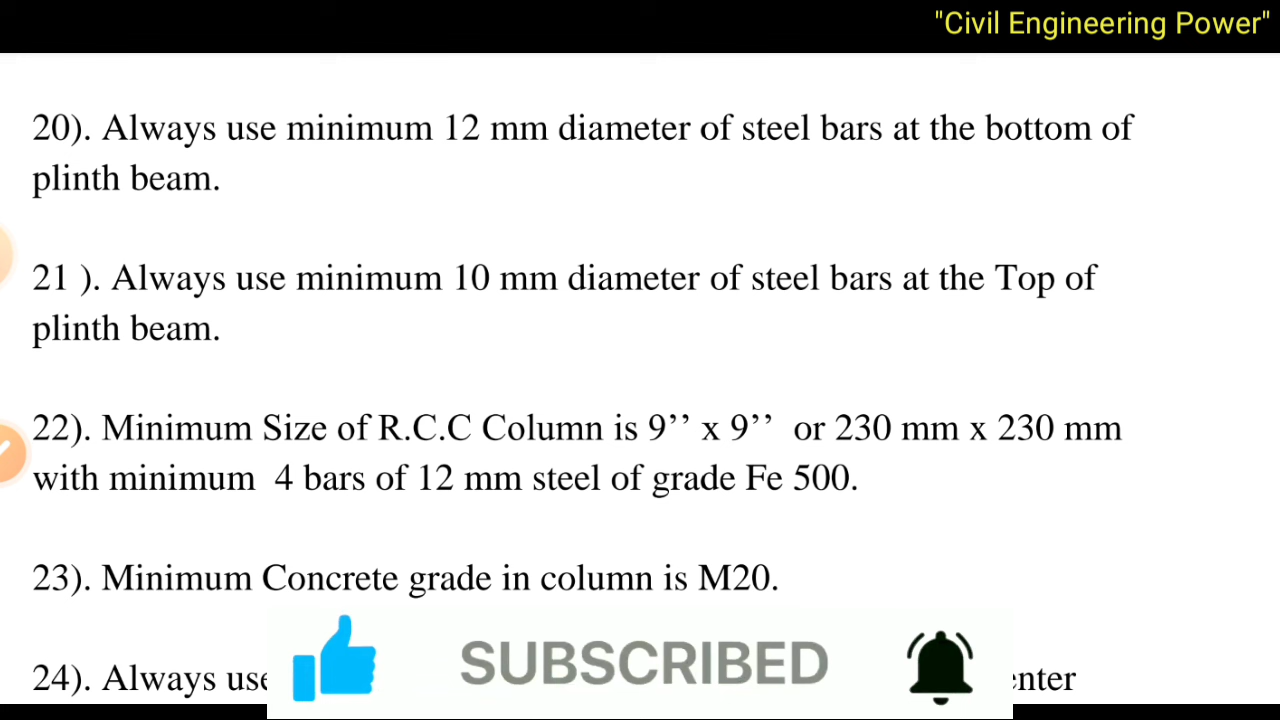 "Civil Engineering Power"
20). Always use minimum 12 mm diameter of steel bars at the bottom of
plinth beam.
21 ). Always use minimum 10 mm diameter of steel bars at the Top of
plinth beam.
22). Minimum Size of R.C.C Column is 9’’ x 9’’ or 230 mm x 230 mm
with minimum 4 bars of 12 mm steel of grade Fe 500.
23). Minimum Concrete grade in column is M20.
SUBSCRIBED
24). Always use